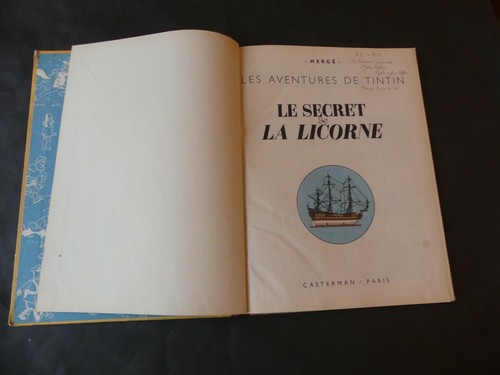 - HERGÉ -
LES AVENTURES DE TINTIN
LE SECRET
de
LA LICORNE
CASTERMAN · PARIS